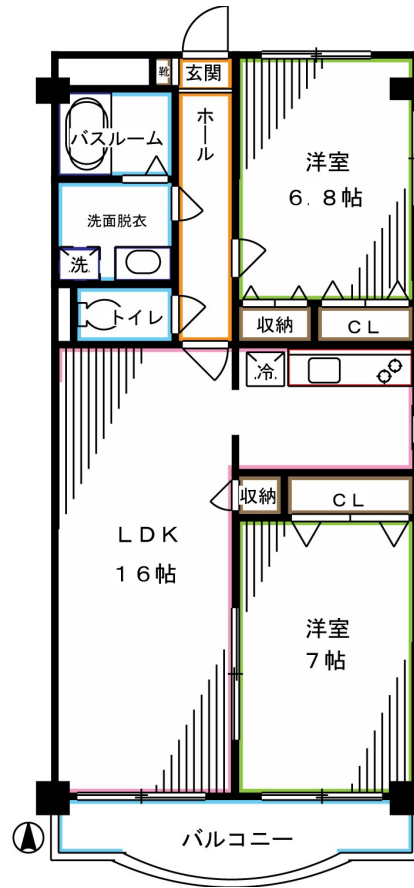 靴
玄関
ホール
バスルーム
洋室
6.8帖
洗面脱衣
洗
トイレ
収納
CL
冷
収納
CL
LDK
16帖
洋室
7帖
バルコニー